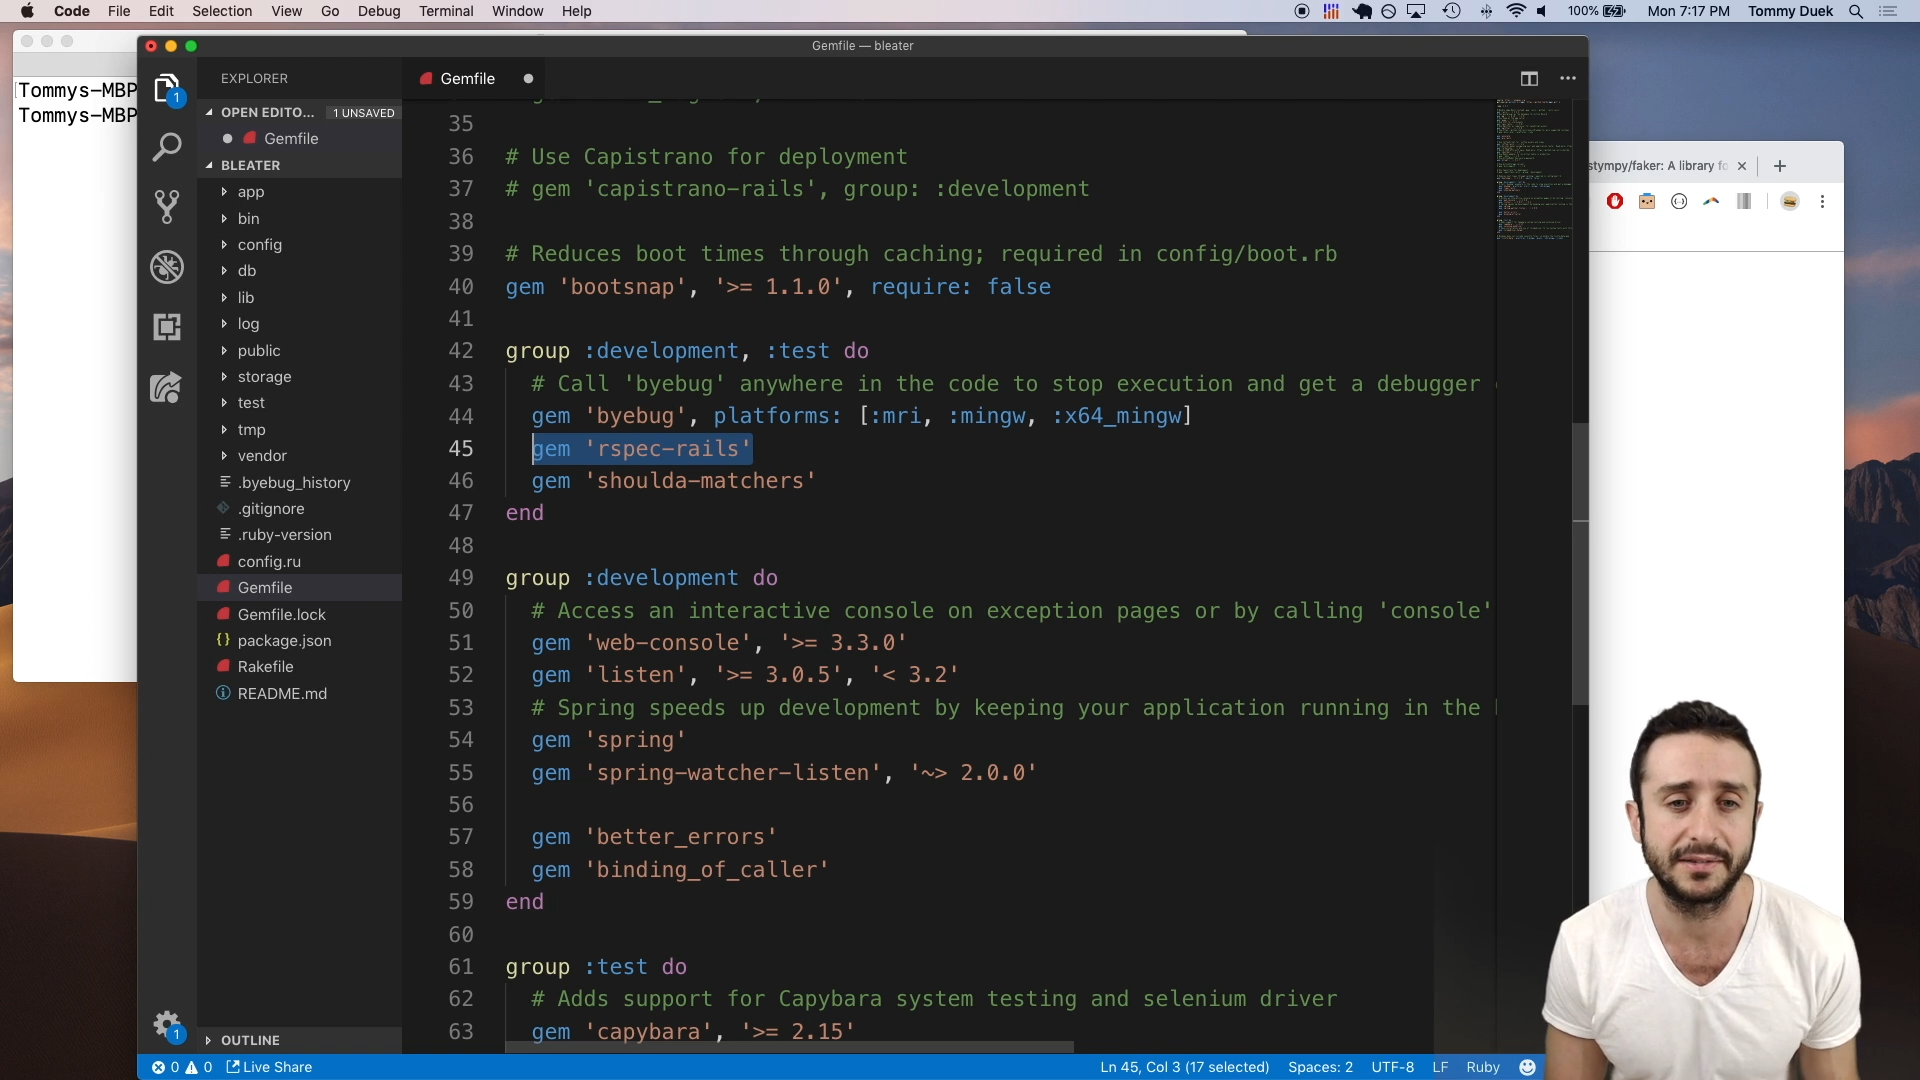 Code File Edit Selection View Go Debug Terminal Window Help 100% Mon 7:17 PM Tommy Duek
Tommys-MBP
Tommys-MBP
Gemfile — bleater
EXPLORER
OPEN EDITO... 1 UNSAVED
Gemfile
BLEATER
app
bin
config
db
lib
log
public
storage
test
tmp
vendor
.byebug_history
.gitignore
.ruby-version
config.ru
Gemfile
Gemfile.lock
package.json
Rakefile
README.md
OUTLINE
1
1
Gemfile
35
36 # Use Capistrano for deployment
37 # gem 'capistrano-rails', group: :development
38
39 # Reduces boot times through caching; required in config/boot.rb
40 gem 'bootsnap', '>= 1.1.0', require: false
41
42 group :development, :test do
43 # Call 'byebug' anywhere in the code to stop execution and get a debugger
44 gem 'byebug', platforms: [:mri, :mingw, :x64_mingw]
45 gem 'rspec-rails'
46 gem 'shoulda-matchers'
47 end
48
49 group :development do
50 # Access an interactive console on exception pages or by calling 'console'
51 gem 'web-console', '>= 3.3.0'
52 gem 'listen', '>= 3.0.5', '< 3.2'
53 # Spring speeds up development by keeping your application running in the
54 gem 'spring'
55 gem 'spring-watcher-listen', '~> 2.0.0'
56
57 gem 'better_errors'
58 gem 'binding_of_caller'
59 end
60
61 group :test do
62 # Adds support for Capybara system testing and selenium driver
63 gem 'capybara', '>= 2.15'
stympy/faker: A library fo
0 0 Live Share Ln 45, Col 3 (17 selected) Spaces: 2 UTF-8 LF Ruby